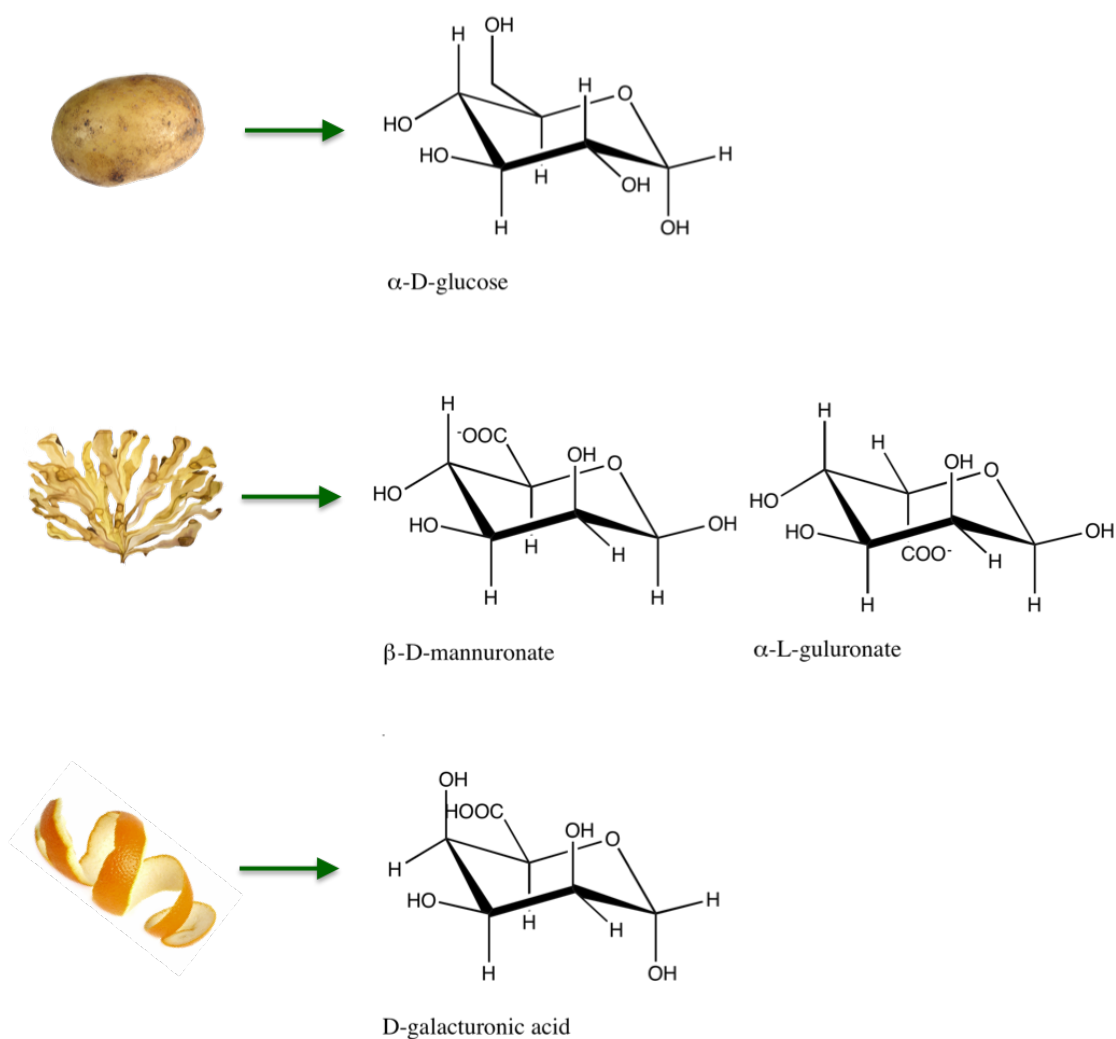 OH
H
H
O
HO
HO
H
H
OH
H
OH
α-D-glucose
H
-OOC
OH
O
HO
HO
H
H
OH
H
H
β-D-mannuronate
H
H
OH
O
HO
HO
COO-
H
OH
H
H
α-L-guluronate
OH
HOOC
OH
O
H
HO
H
H
H
H
OH
D-galacturonic acid